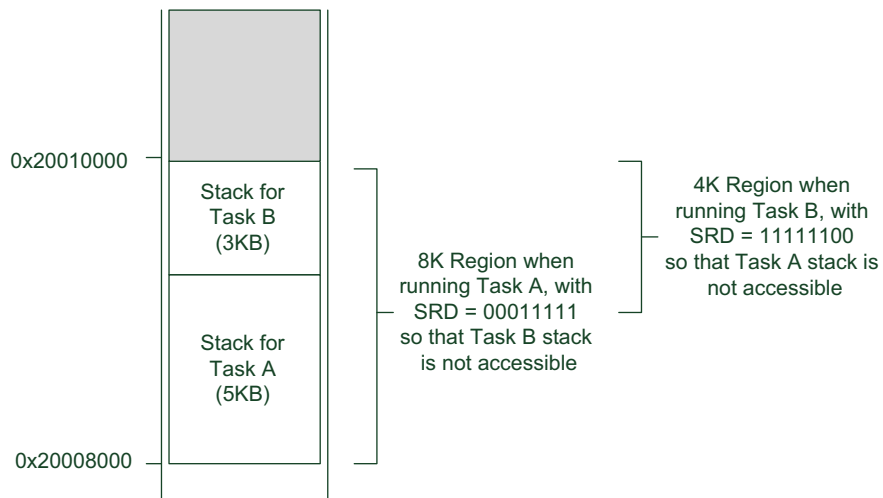 0x20010000
Stack for
Task B
(3KB)
Stack for
Task A
(5KB)
0x20008000
8K Region when
running Task A, with
SRD = 00011111
so that Task B stack
is not accessible
4K Region when
running Task B, with
SRD = 11111100
so that Task A stack is
not accessible